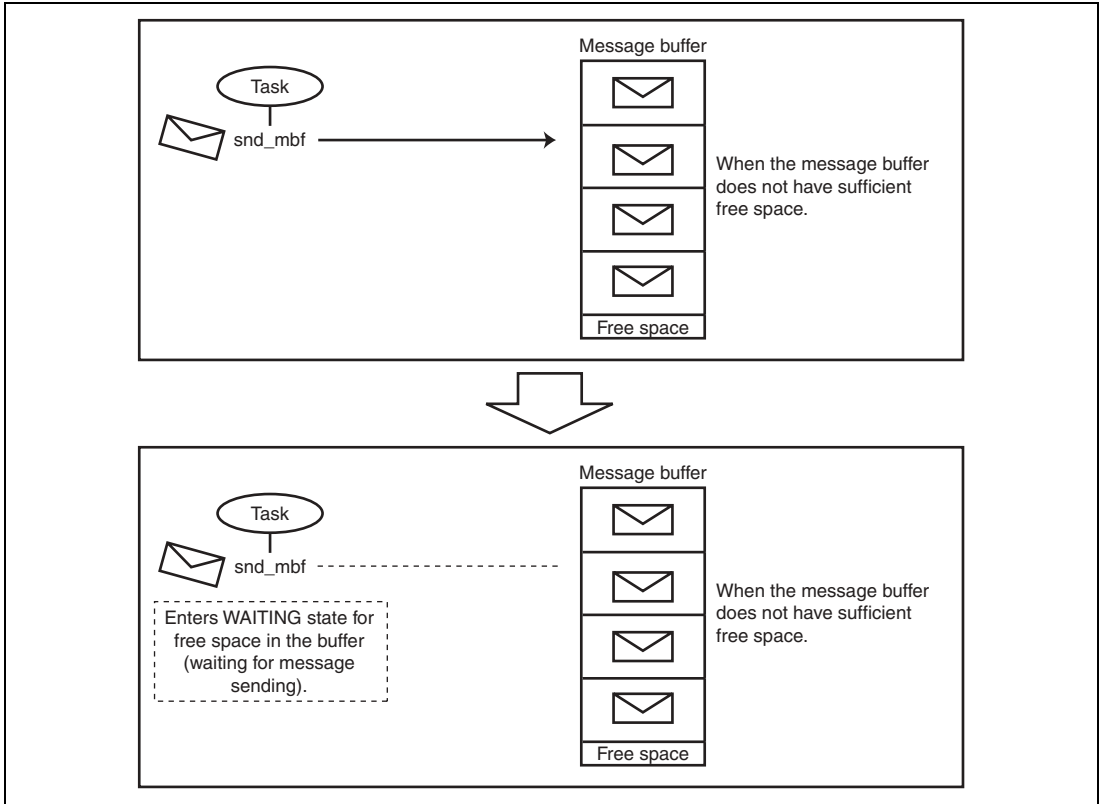 Message buffer
Task
snd_mbf
When the message buffer
does not have sufficient
free space.
Free space
Message buffer
Task
snd_mbf
Enters WAITING state for
free space in the buffer
(waiting for message
sending).
When the message buffer
does not have sufficient
free space.
Free space